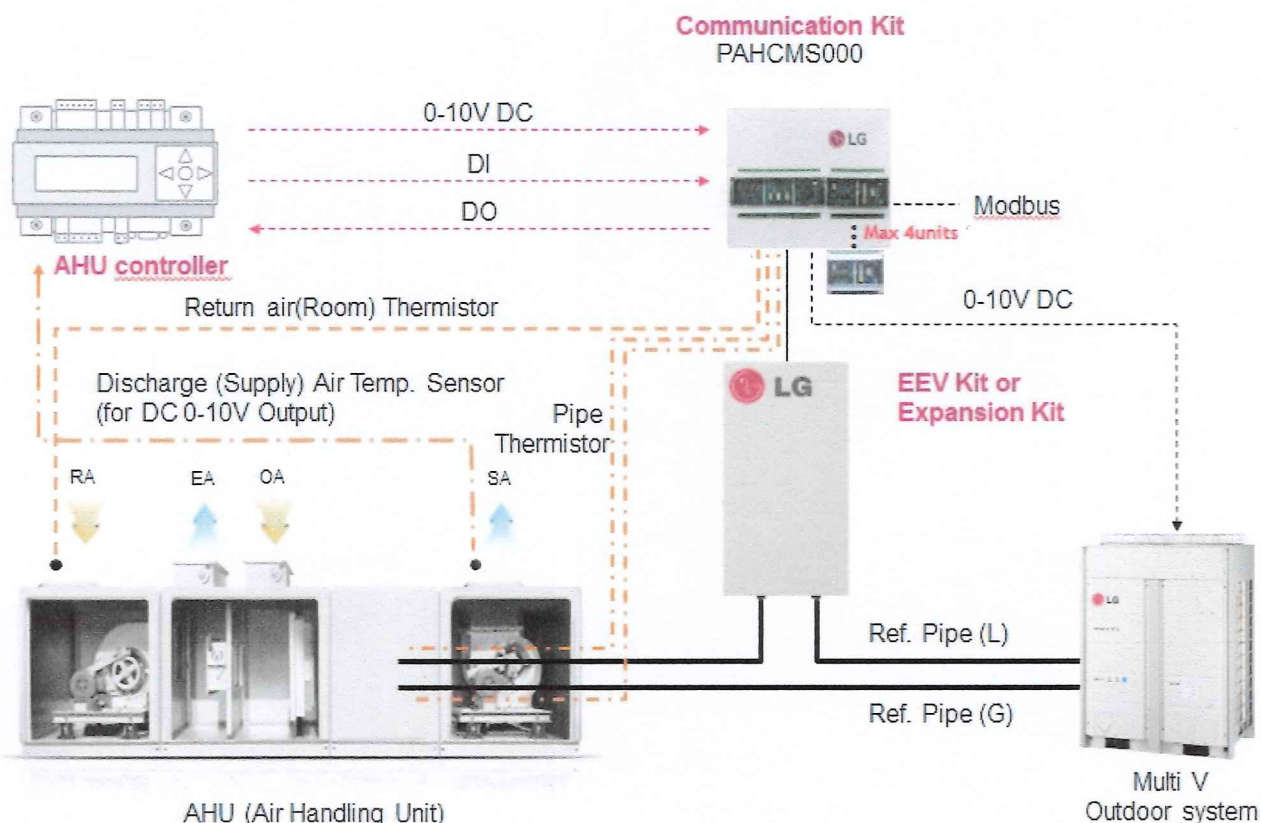 Communication Kit
PAHCMS000
0-10V DC
LG
DI
DO
Modbus
Max 4units
AHU controller
Return air(Room) Thermistor
0-10V DC
Discharge (Supply) Air Temp. Sensor
(for DC 0-10V Output)
Pipe
Thermistor
LG
EEV Kit or
Expansion Kit
RA
EA
OA
SA
LG
Ref. Pipe (L)
Ref. Pipe (G)
Multi V
Outdoor system
AHU (Air Handling Unit)